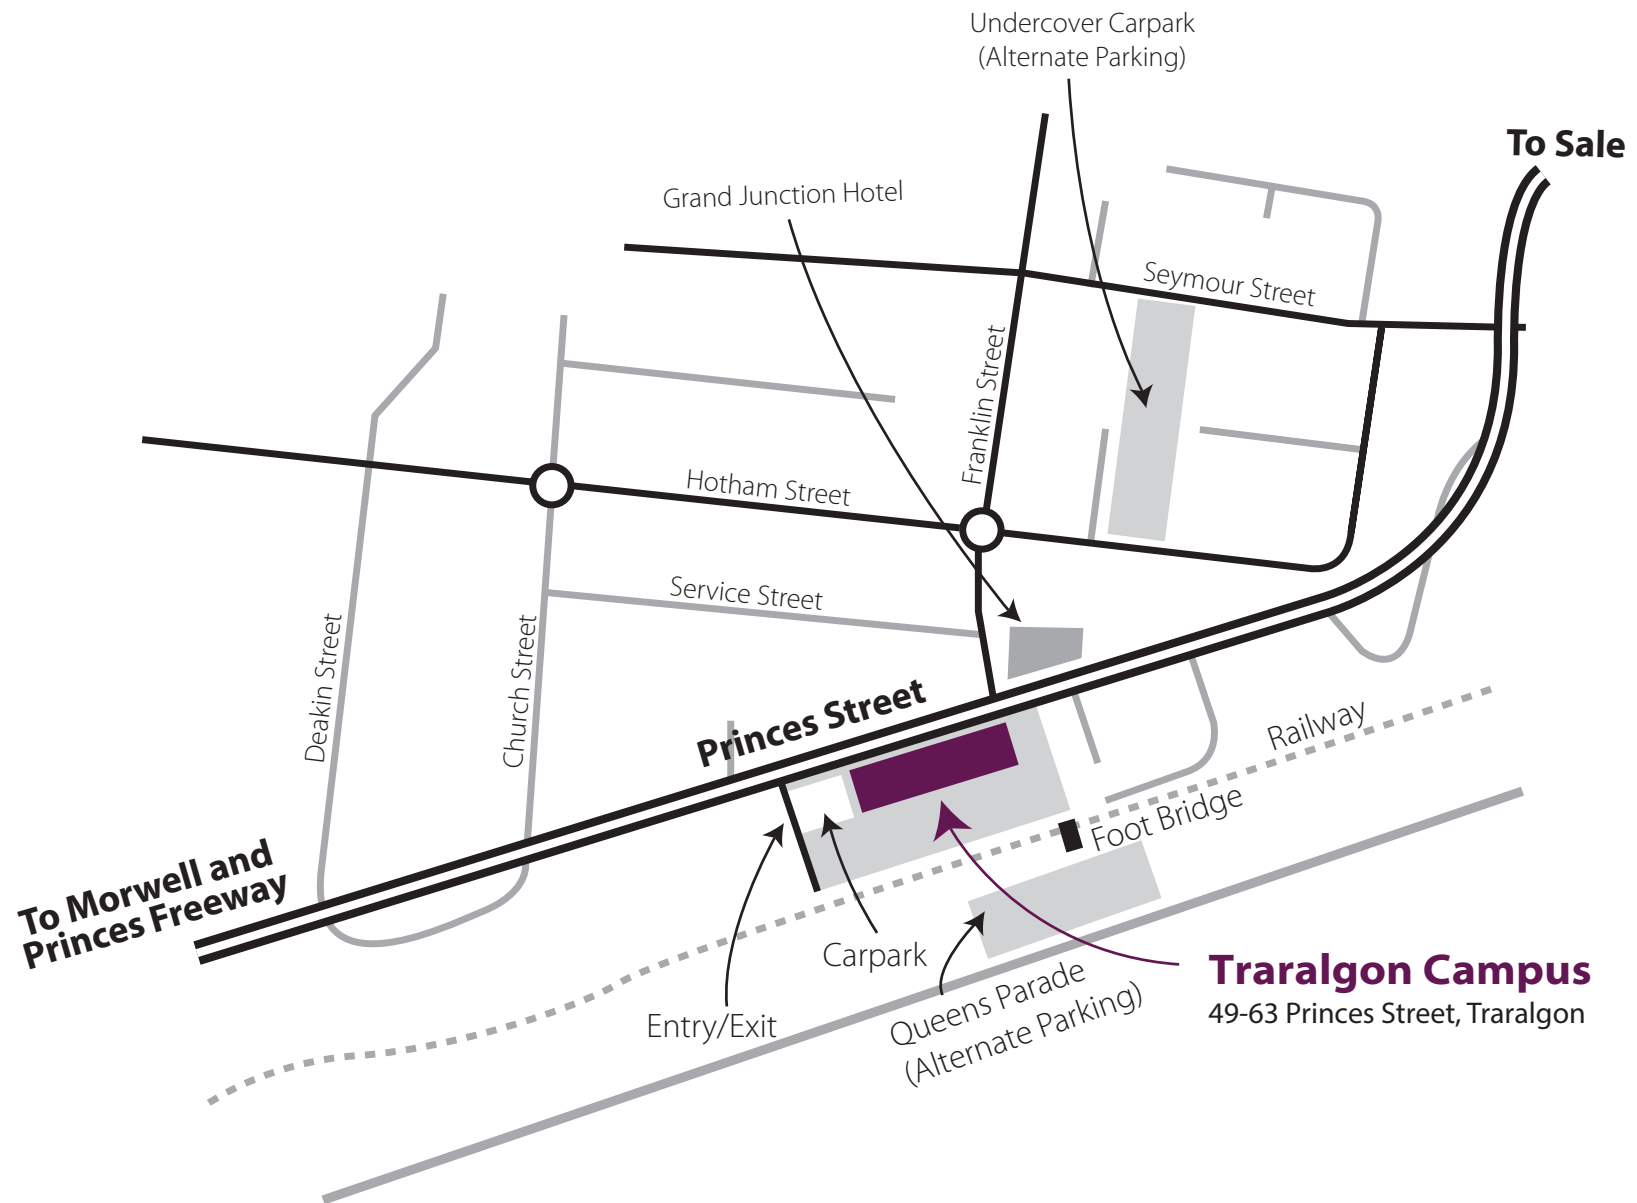 Undercover Carpark
(Alternate Parking)
To Sale
Grand Junction Hotel
Seymour Street
Franklin Street
Hotham Street
Service Street
Deakin Street
Church Street
Princes Street
Railway
Foot Bridge
To Morwell and
Princes Freeway
Carpark
Entry/Exit
Queens Parade
(Alternate Parking)
Traralgon Campus
49-63 Princes Street, Traralgon